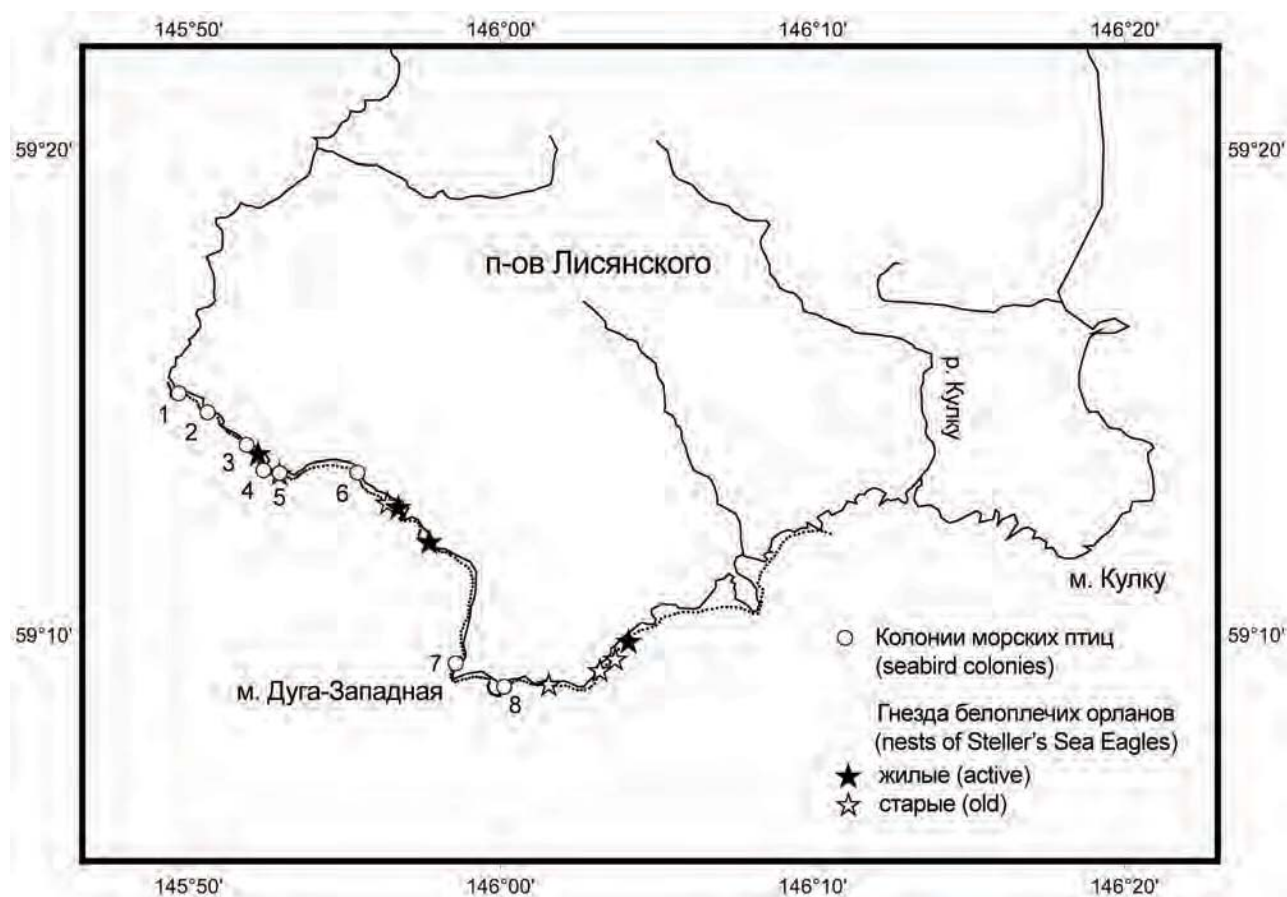 145°50' 146°00' 146°10' 146°20'
59°20' 59°20'
п-ов Лисянского
р. Кулку
1
2
3
4
5
6
м. Кулку
59°10' 59°10'
Колонии морских птиц
(seabird colonies)
7
м. Дуга-Западная
8
Гнезда белоплечих орланов
(nests of Steller's Sea Eagles)
жилые (active)
старые (old)
145°50' 146°00' 146°10' 146°20'